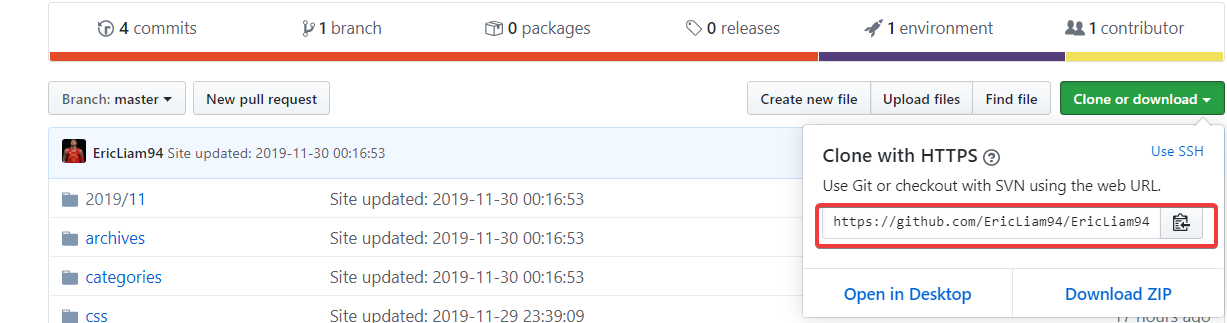 4 commits 1 branch 0 packages 0 releases 1 environment 1 contributor
Branch: master New pull request Create new file Upload files Find file Clone or download
EricLiam94 Site updated: 2019-11-30 00:16:53
2019/11 Site updated: 2019-11-30 00:16:53
archives Site updated: 2019-11-30 00:16:53
categories Site updated: 2019-11-30 00:16:53
css Site updated: 2019-11-29 23:39:09
Clone with HTTPS Use SSH
Use Git or checkout with SVN using the web URL.
https://github.com/EricLiam94/EricLiam94
Open in Desktop Download ZIP
17 hours ago